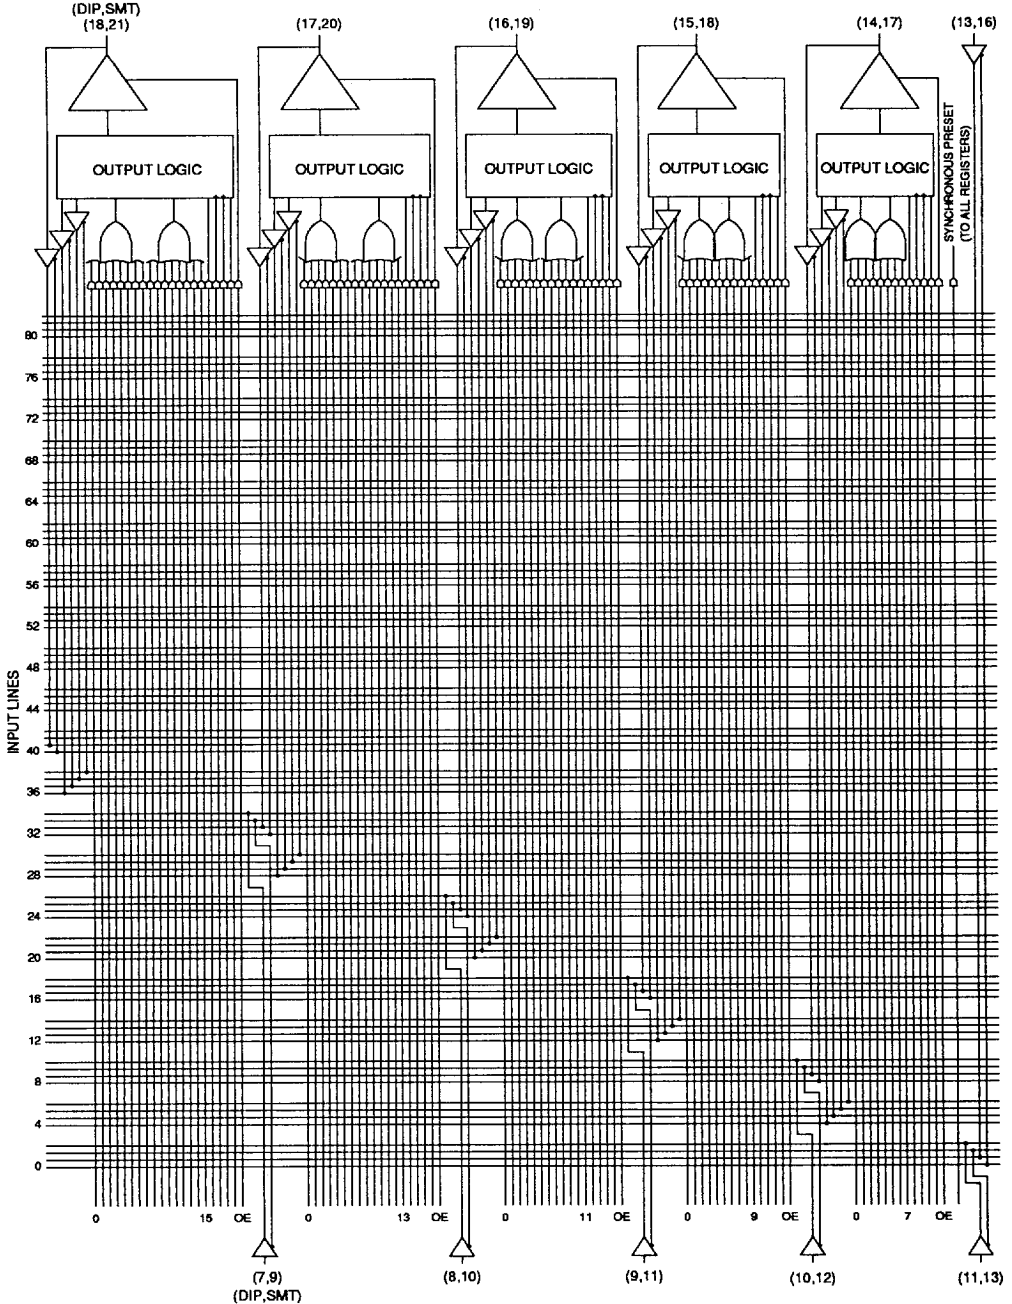 (DIP,SMT)
(18,21) (17,20) (16,19) (15,18) (14,17) (13,16)
OUTPUT LOGIC OUTPUT LOGIC OUTPUT LOGIC OUTPUT LOGIC OUTPUT LOGIC
SYNCHRONOUS PRESET
(TO ALL REGISTERS)
80
76
72
68
64
60
56
52
48
44
INPUT LINES
40
36
32
28
24
20
16
12
8
4
0
0 15 OE 0 13 OE 0 11 OE 0 9 OE 0 7 OE
(7,9) (8,10) (9,11) (10,12) (11,13)
(DIP,SMT)